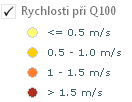 Rychlosti při Q100
<= 0.5 m/s
0.5 - 1.0 m/s
1 - 1.5 m/s
> 1.5 m/s